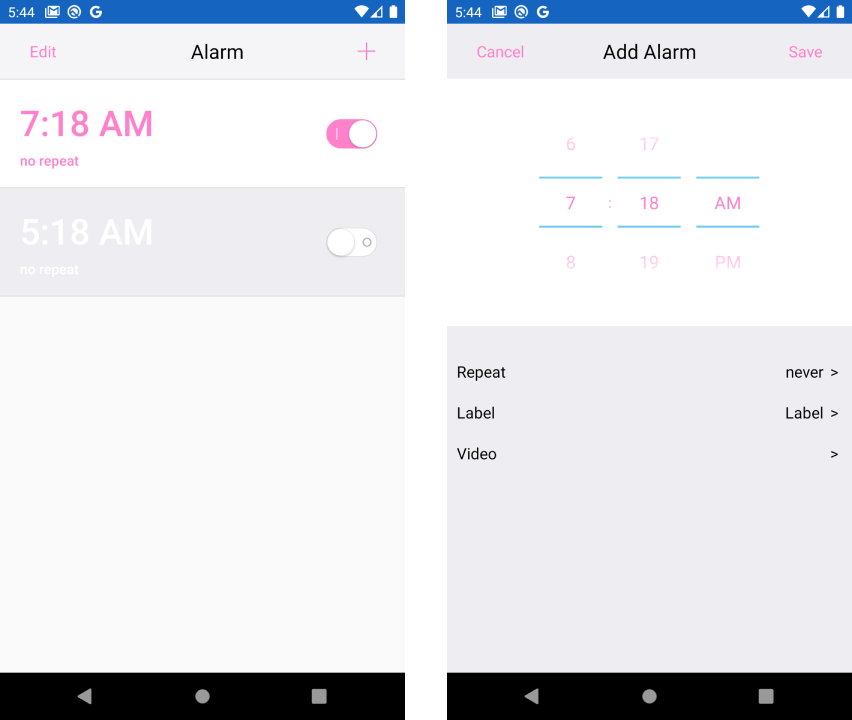 5:44
Edit Alarm +
7:18 AM
no repeat
5:18 AM
no repeat
5:44
Cancel Add Alarm Save
6 17
7 : 18 AM
8 19 PM
Repeat never >
Label Label >
Video >